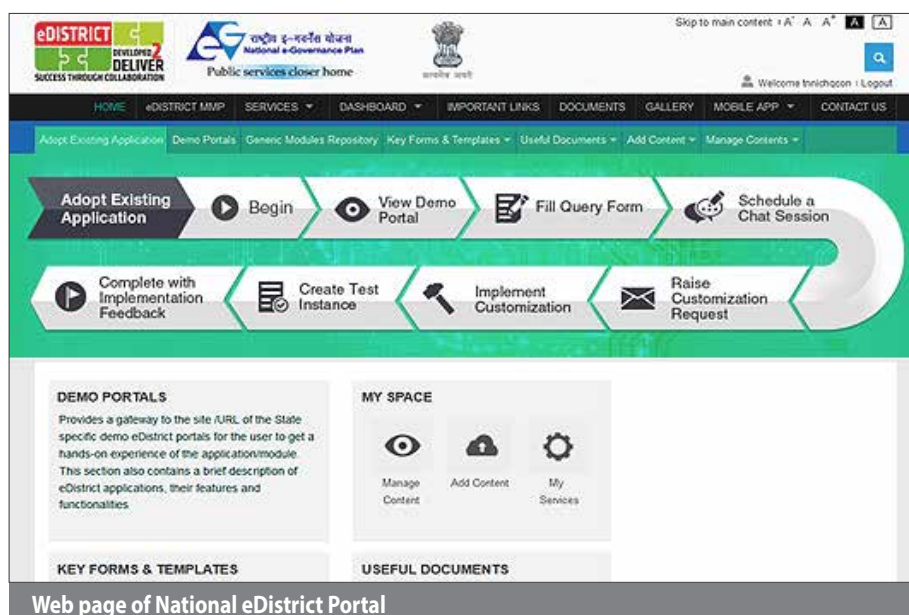 eDISTRICT
DEVELOPED 2
DELIVER
SUCCESS THROUGH COLLABORATION
राष्ट्रीय ई-गवर्नेंस योजना
National e-Governance Plan
Public services closer home
सत्यमेव जयते
Skip to main content
A- A A+ A A
Welcome tnnichqcon | Logout
HOME eDISTRICT MMP SERVICES DASHBOARD IMPORTANT LINKS DOCUMENTS GALLERY MOBILE APP CONTACT US
Adopt Existing Application Demo Portals Generic Modules Repository Key Forms & Templates Useful Documents Add Content Manage Contents
Adopt Existing
Application
Begin
View Demo
Portal
Fill Query Form
Schedule a
Chat Session
Complete with
Implementation
Feedback
Create Test
Instance
Implement
Customization
Raise
Customization
Request
DEMO PORTALS
Provides a gateway to the site /URL of the State
specific demo eDistrict portals for the user to get a
hands-on experience of the application/module.
This section also contains a brief description of
eDistrict applications, their features and
functionalities
MY SPACE
Manage
Content
Add Content
My
Services
KEY FORMS & TEMPLATES
USEFUL DOCUMENTS
Web page of National eDistrict Portal